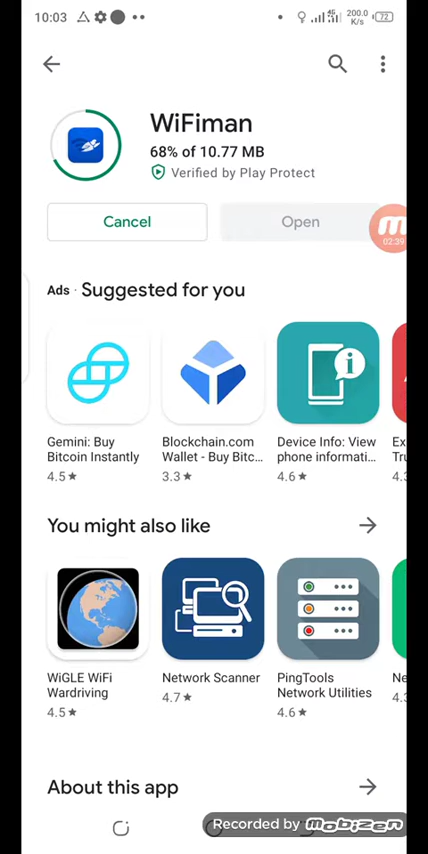 10:03
4G
200.0
K/s
72
WiFiman
68% of 10.77 MB
Verified by Play Protect
Cancel
Open
02:39
Ads · Suggested for you
Gemini: Buy
Bitcoin Instantly
4.5★
Blockchain.com
Wallet - Buy Bitc...
3.3★
Device Info: View
phone informati...
4.6★
Ex
Tru
4.3
You might also like
WiGLE WiFi
Wardriving
4.5★
Network Scanner
4.7★
PingTools
Network Utilities
4.6★
Ne
4.3
About this app
Recorded by mobizen